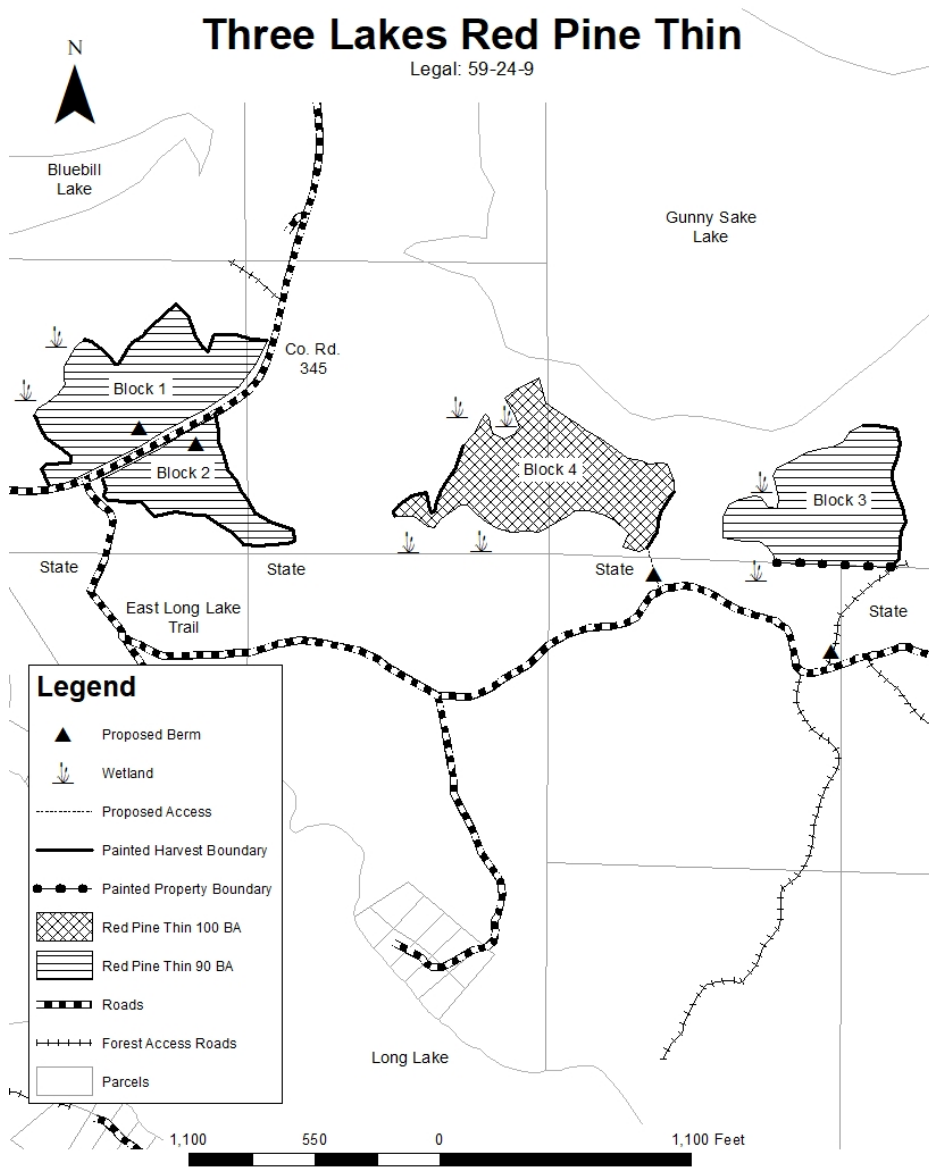 Three Lakes Red Pine Thin
Legal: 59-24-9
N
Bluebill
Lake
Gunny Sake
Lake
Co. Rd.
345
Block 1
Block 2
Block 4
Block 3
State
State
State
State
East Long Lake
Trail
Legend
Proposed Berm
Wetland
Proposed Access
Painted Harvest Boundary
Painted Property Boundary
Red Pine Thin 100 BA
Red Pine Thin 90 BA
Roads
Forest Access Roads
Parcels
Long Lake
1,100 550 0 1,100 Feet